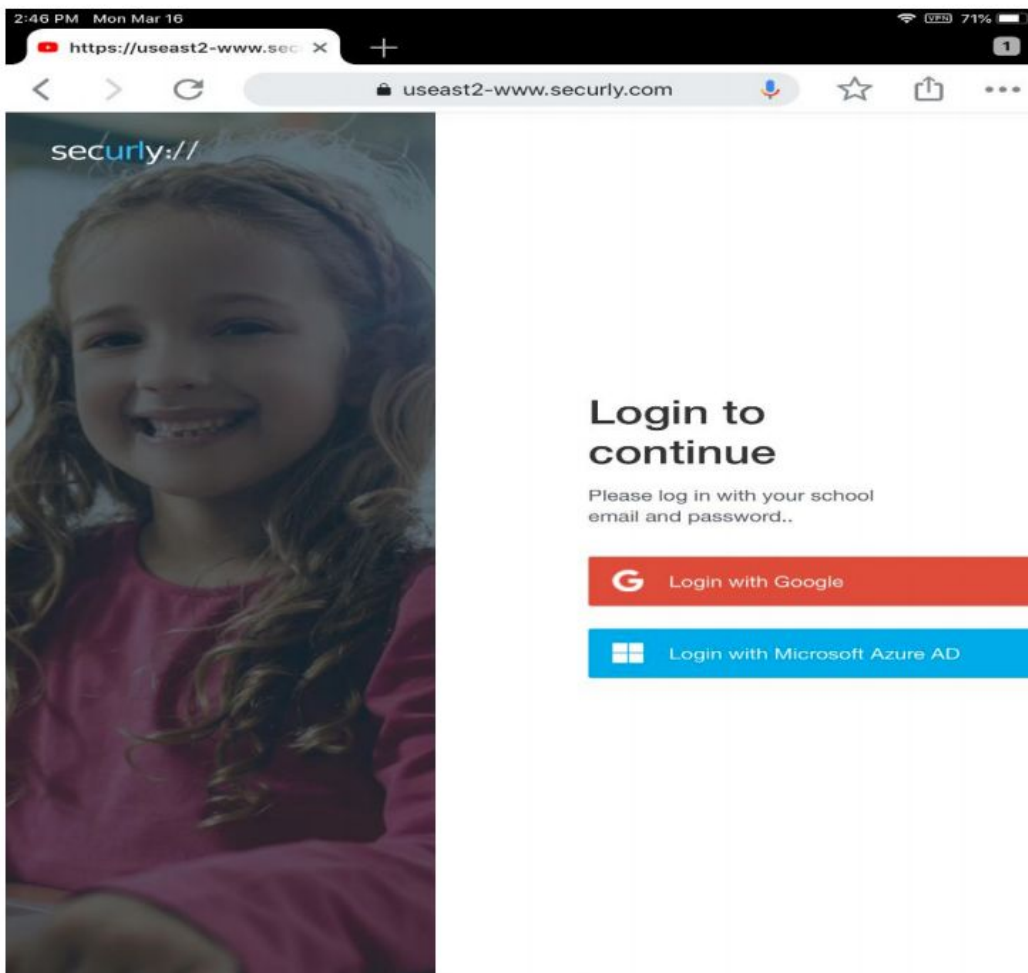 2:46 PM Mon Mar 16
VPN 71%
https://useast2-www.sec
1
useast2-www.securly.com
securly://
Login to
continue
Please log in with your school
email and password..
G Login with Google
Login with Microsoft Azure AD